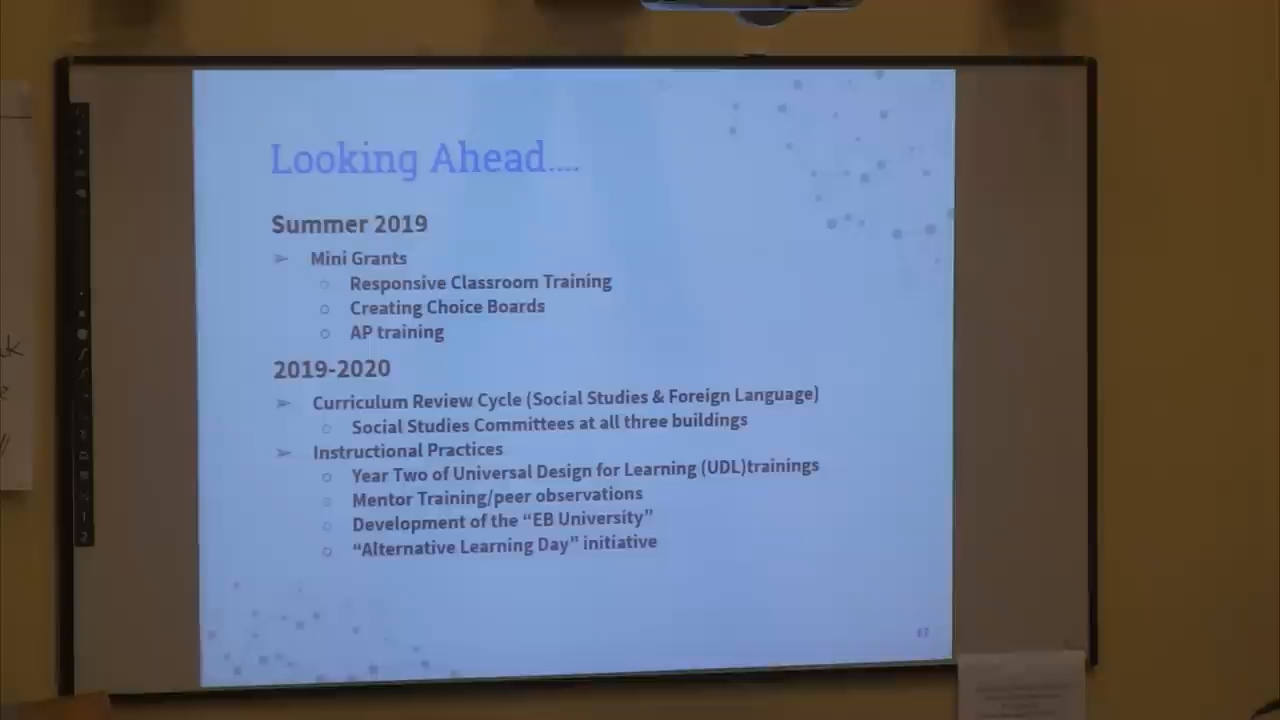 Looking Ahead....
Summer 2019
➢ Mini Grants
○ Responsive Classroom Training
○ Creating Choice Boards
○ AP training
2019-2020
➢ Curriculum Review Cycle (Social Studies & Foreign Language)
○ Social Studies Committees at all three buildings
➢ Instructional Practices
○ Year Two of Universal Design for Learning (UDL)trainings
○ Mentor Training/peer observations
○ Development of the “EB University”
○ “Alternative Learning Day” initiative